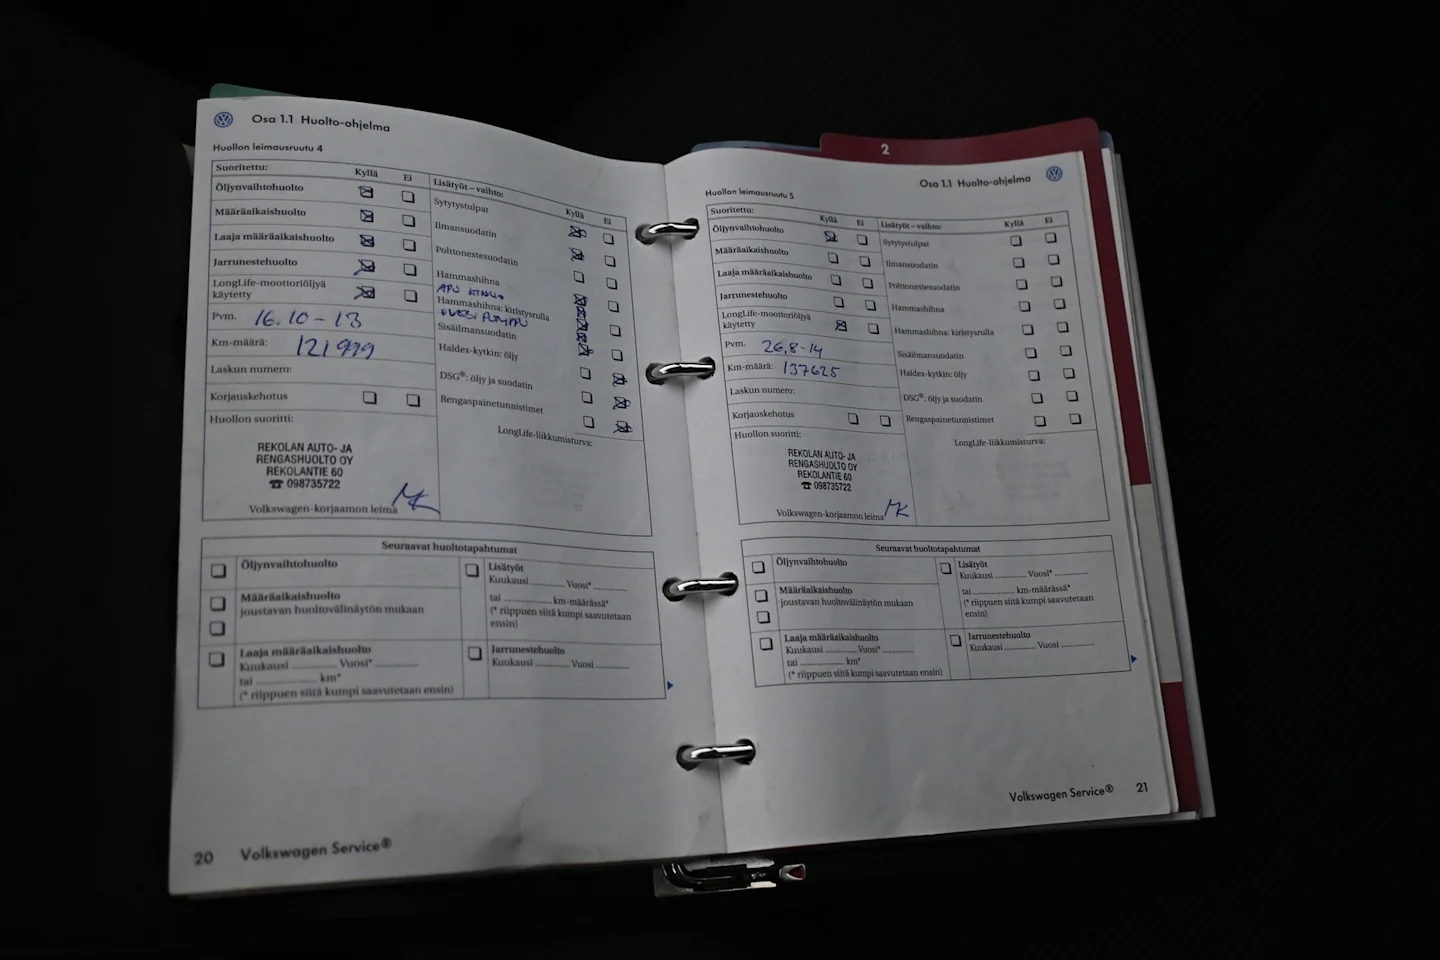 Osa 1.1 Huolto-ohjelma
Huollon leimausruutu 4
Suoritettu: Kyllä Ei
Öljynvaihtohuolto
Määräaikaishuolto
Laaja määräaikaishuolto
Jarrunestehuolto
LongLife-moottoriöljyä
käytetty
Pvm. 16.10-13
Km-määrä: 121999
Laskun numero:
Korjauskehotus
Huollon suoritti:
REKOLAN AUTO- JA
RENGASHUOLTO OY
REKOLANTIE 60
☎ 098735722
MK
Volkswagen-korjaamon leima
Lisätyöt – vaihto: Kyllä Ei
Sytytystulpat
Ilmansuodatin
Polttonestesuodatin
Hammashihna
APU
Hammashihna: kiristysrulla
PUMPPU
Sisäilmansuodatin
Haldex-kytkin: öljy
DSG®: öljy ja suodatin
Rengaspainetunnistimet
LongLife-liikkumisturva:
Seuraavat huoltotapahtumat
Öljynvaihtohuolto
Määräaikaishuolto
joustavan huoltovälinäytön mukaan
Laaja määräaikaishuolto
Kuukausi ............ Vuosi* ............
tai ................ km*
(* riippuen siitä kumpi saavutetaan ensin)
Lisätyöt
Kuukausi ........... Vuosi* ...........
tai ................ km-määrässä*
(* riippuen siitä kumpi saavutetaan
ensin)
Jarrunestehuolto
Kuukausi ........... Vuosi ...........
20 Volkswagen Service®
2
Osa 1.1 Huolto-ohjelma
Huollon leimausruutu 5
Suoritettu: Kyllä Ei
Öljynvaihtohuolto
Määräaikaishuolto
Laaja määräaikaishuolto
Jarrunestehuolto
LongLife-moottoriöljyä
käytetty
Pvm. 26,8-14
Km-määrä: 137625
Laskun numero:
Korjauskehotus
Huollon suoritti:
REKOLAN AUTO- JA
RENGASHUOLTO OY
REKOLANTIE 60
☎ 098735722
MK
Volkswagen-korjaamon leima
Lisätyöt – vaihto: Kyllä Ei
Sytytystulpat
Ilmansuodatin
Polttonestesuodatin
Hammashihna
Hammashihna: kiristysrulla
Sisäilmansuodatin
Haldex-kytkin: öljy
DSG®: öljy ja suodatin
Rengaspainetunnistimet
LongLife-liikkumisturva:
Seuraavat huoltotapahtumat
Öljynvaihtohuolto
Määräaikaishuolto
joustavan huoltovälinäytön mukaan
Laaja määräaikaishuolto
Kuukausi ........... Vuosi* ...........
tai ................ km*
(* riippuen siitä kumpi saavutetaan ensin)
Lisätyöt
Kuukausi ........... Vuosi* ...........
tai ................ km-määrässä*
(* riippuen siitä kumpi saavutetaan
ensin)
Jarrunestehuolto
Kuukausi ........... Vuosi ...........
Volkswagen Service® 21